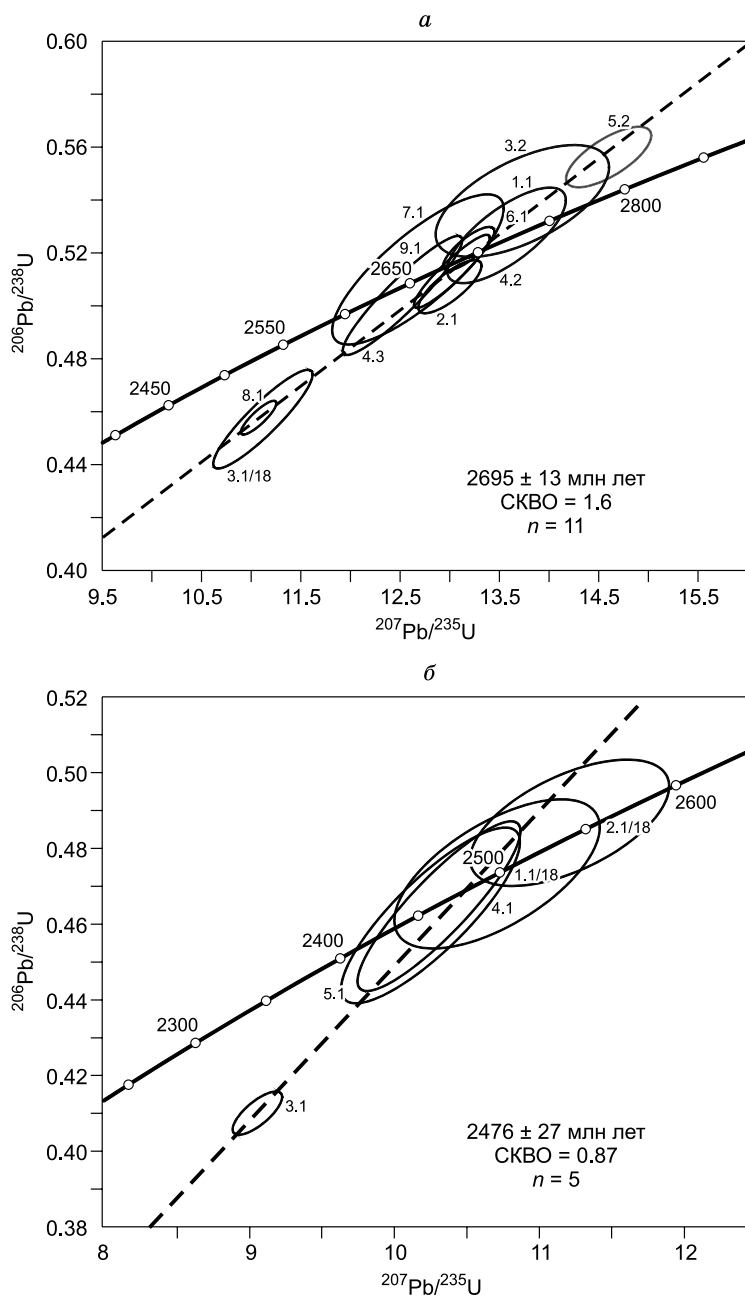 а
0.60
0.56
0.52
0.48
0.44
0.40
²⁰⁶Pb/²³⁸U
5.2
3.2
1.1
2800
7.1
6.1
9.1
2650
4.2
2.1
2550
4.3
2450
8.1
3.1/18
2695 ± 13 млн лет
СКВО = 1.6
n = 11
9.5 10.5 11.5 12.5 13.5 14.5 15.5
²⁰⁷Pb/²³⁵U
б
0.52
0.50
0.48
0.46
0.44
0.42
0.40
0.38
²⁰⁶Pb/²³⁸U
2600
2.1/18
2500
1.1/18
4.1
2400
5.1
2300
3.1
2476 ± 27 млн лет
СКВО = 0.87
n = 5
8 9 10 11 12
²⁰⁷Pb/²³⁵U